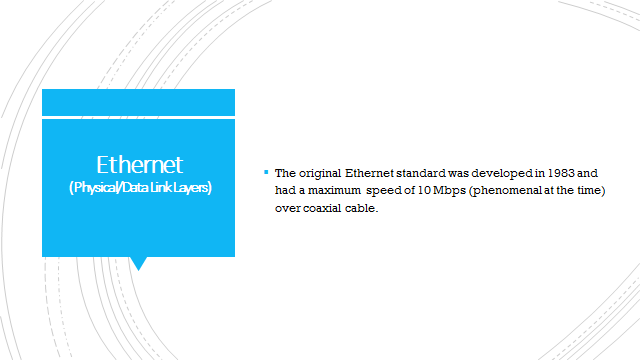 Ethernet
(Physical/Data Link Layers)
The original Ethernet standard was developed in 1983 and
had a maximum speed of 10 Mbps (phenomenal at the time)
over coaxial cable.